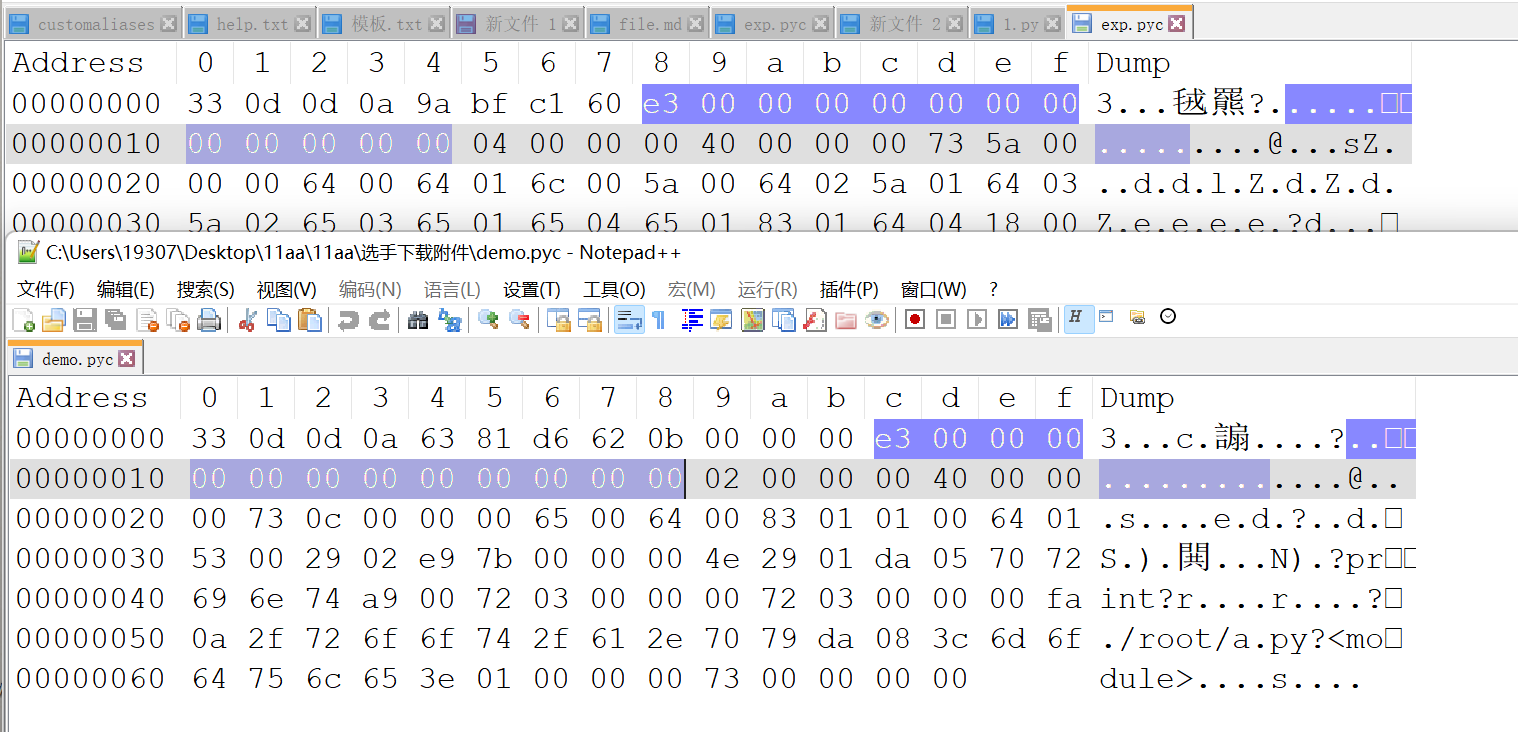 customaliases help.txt 模板.txt 新文件 1 file.md exp.pyc 新文件 2 1.py exp.pyc
Address 0 1 2 3 4 5 6 7 8 9 a b c d e f Dump
00000000 33 0d 0d 0a 9a bf c1 60 e3 00 00 00 00 00 00 00 3...毬羆?......
00000010 00 00 00 00 00 04 00 00 00 40 00 00 00 73 5a 00 .........@...sZ.
00000020 00 00 64 00 64 01 6c 00 5a 00 64 02 5a 01 64 03 ..d.d.l.Z.d.Z.d.
00000030 5a 02 65 03 65 01 65 04 65 01 83 01 64 04 18 00 Z.e.e.e.e.?d...
C:\Users\19307\Desktop\11aa\11aa\选手下载附件\demo.pyc - Notepad++
文件(F) 编辑(E) 搜索(S) 视图(V) 编码(N) 语言(L) 设置(T) 工具(O) 宏(M) 运行(R) 插件(P) 窗口(W) ?
demo.pyc
Address 0 1 2 3 4 5 6 7 8 9 a b c d e f Dump
00000000 33 0d 0d 0a 63 81 d6 62 0b 00 00 00 e3 00 00 00 3...c.謆....?..
00000010 00 00 00 00 00 00 00 00 00 02 00 00 00 40 00 00 .............@..
00000020 00 73 0c 00 00 00 65 00 64 00 83 01 01 00 64 01 .s....e.d.?..d.
00000030 53 00 29 02 e9 7b 00 00 00 4e 29 01 da 05 70 72 S.).閧...N).?pr
00000040 69 6e 74 a9 00 72 03 00 00 00 72 03 00 00 00 fa int?r....r....?
00000050 0a 2f 72 6f 6f 74 2f 61 2e 70 79 da 08 3c 6d 6f ./root/a.py?<mo
00000060 64 75 6c 65 3e 01 00 00 00 73 00 00 00 00 dule>....s....